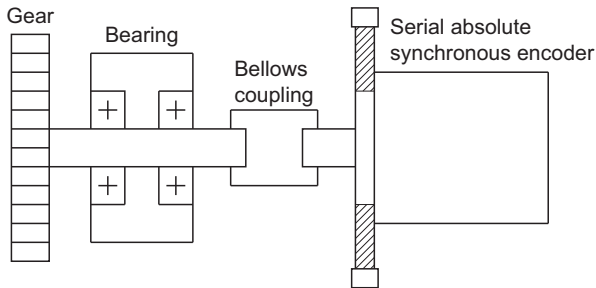 Gear
Bearing
Bellows
coupling
Serial absolute
synchronous encoder